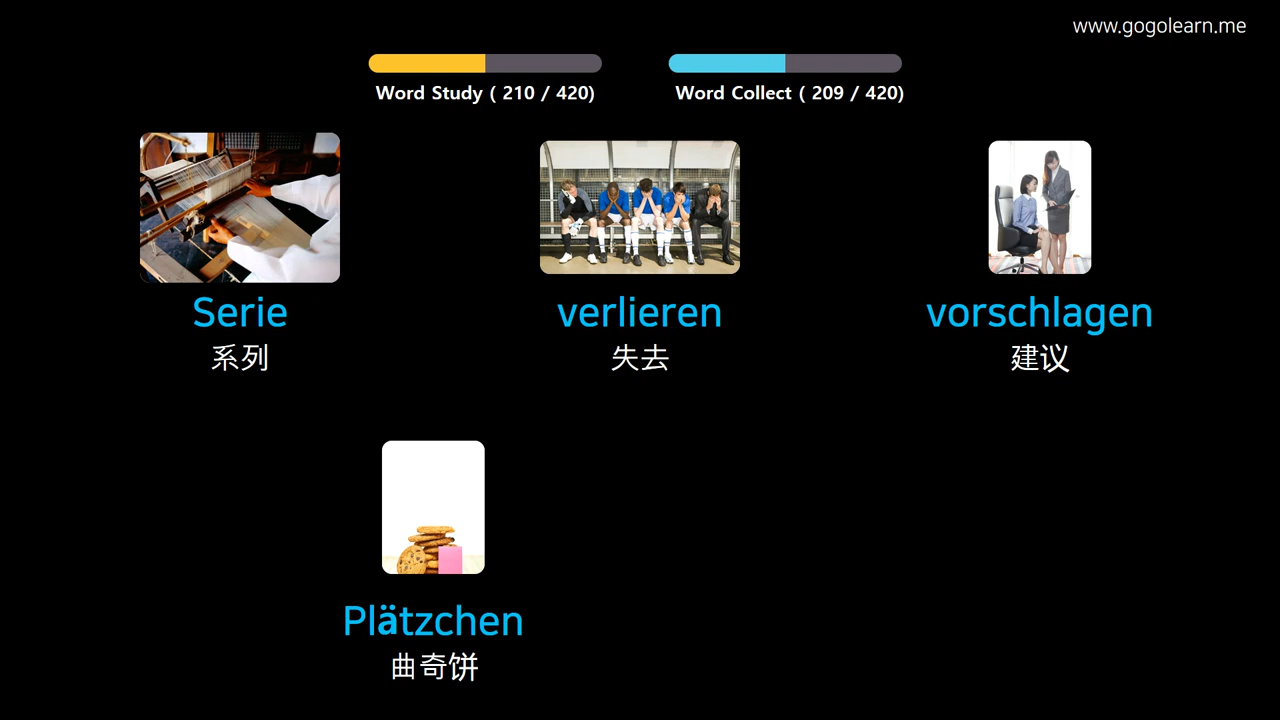 www.gogolearn.me
Word Study ( 210 / 420)
Word Collect ( 209 / 420)
Serie
系列
verlieren
失去
vorschlagen
建议
Plätzchen
曲奇饼